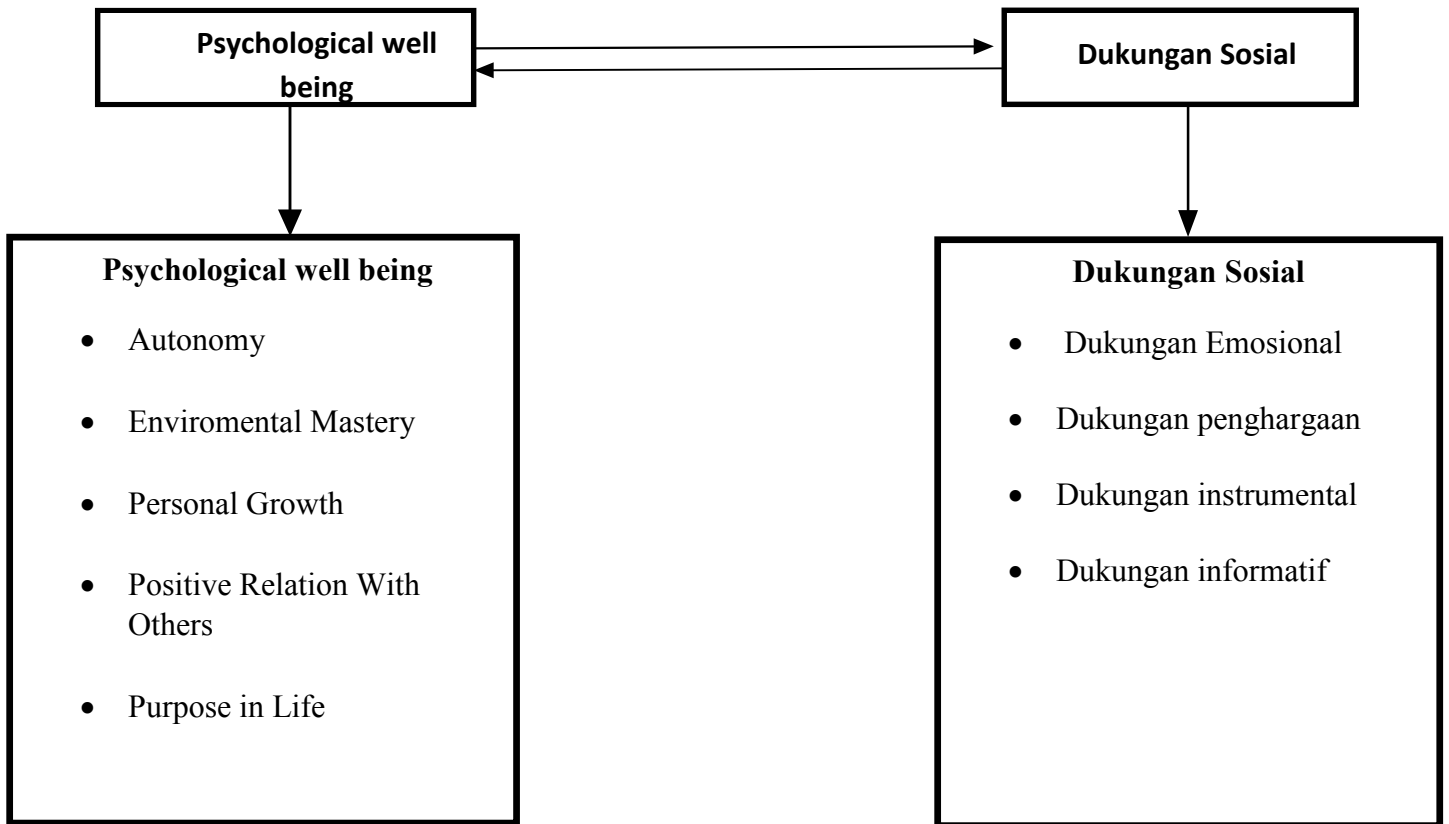 Psychological well
being
Dukungan Sosial
Psychological well being
• Autonomy
• Enviromental Mastery
• Personal Growth
• Positive Relation With
Others
• Purpose in Life
Dukungan Sosial
• Dukungan Emosional
• Dukungan penghargaan
• Dukungan instrumental
• Dukungan informatif